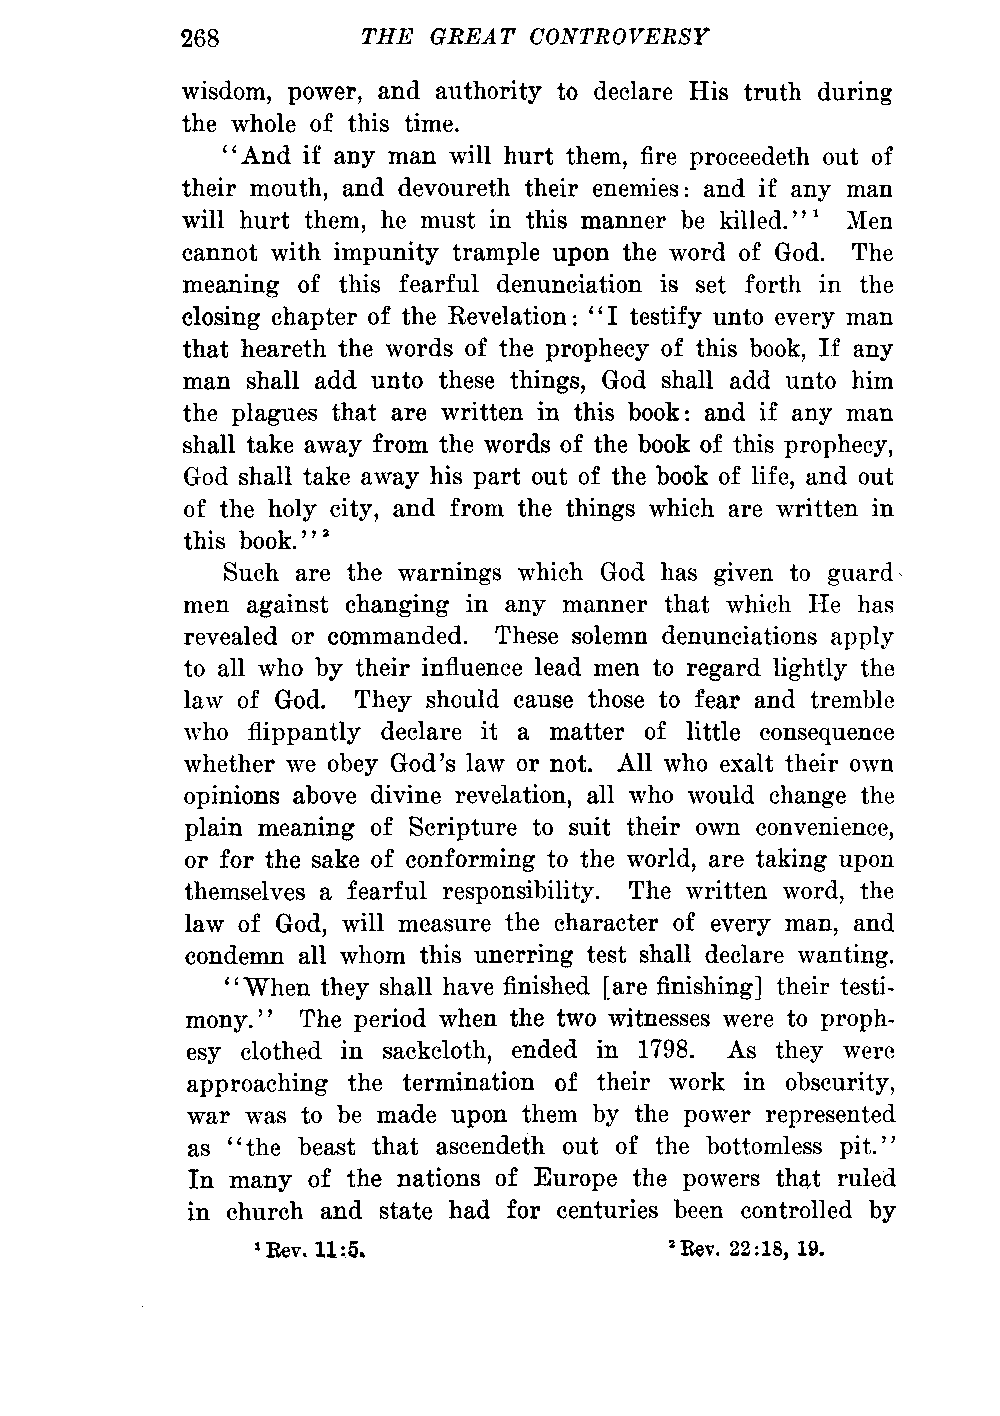 268 THE GREAT CONTROVERSY
wisdom, power, and authority to declare His truth during
the whole of this time.
"And if any man will hurt them, fire proceedeth out of
their mouth, and devoureth their enemies: and if any man
will hurt them, he must in this manner be killed."¹ Men
cannot with impunity trample upon the word of God. The
meaning of this fearful denunciation is set forth in the
closing chapter of the Revelation: "I testify unto every man
that heareth the words of the prophecy of this book, If any
man shall add unto these things, God shall add unto him
the plagues that are written in this book: and if any man
shall take away from the words of the book of this prophecy,
God shall take away his part out of the book of life, and out
of the holy city, and from the things which are written in
this book."²
Such are the warnings which God has given to guard
men against changing in any manner that which He has
revealed or commanded. These solemn denunciations apply
to all who by their influence lead men to regard lightly the
law of God. They should cause those to fear and tremble
who flippantly declare it a matter of little consequence
whether we obey God's law or not. All who exalt their own
opinions above divine revelation, all who would change the
plain meaning of Scripture to suit their own convenience,
or for the sake of conforming to the world, are taking upon
themselves a fearful responsibility. The written word, the
law of God, will measure the character of every man, and
condemn all whom this unerring test shall declare wanting.
"When they shall have finished [are finishing] their testi-
mony." The period when the two witnesses were to proph-
esy clothed in sackcloth, ended in 1798. As they were
approaching the termination of their work in obscurity,
war was to be made upon them by the power represented
as "the beast that ascendeth out of the bottomless pit."
In many of the nations of Europe the powers that ruled
in church and state had for centuries been controlled by
¹ Rev. 11:5. ² Rev. 22:18, 19.